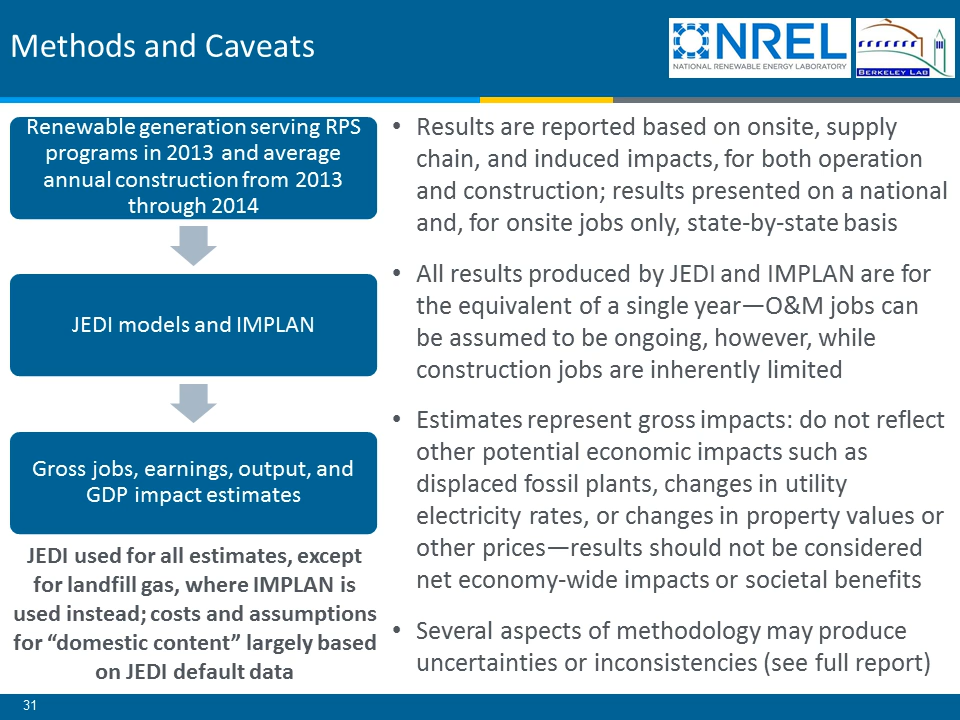 Methods and Caveats
NREL
NATIONAL RENEWABLE ENERGY LABORATORY
BERKELEY LAB
Renewable generation serving RPS
programs in 2013 and average
annual construction from 2013
through 2014
JEDI models and IMPLAN
Gross jobs, earnings, output, and
GDP impact estimates
JEDI used for all estimates, except
for landfill gas, where IMPLAN is
used instead; costs and assumptions
for “domestic content” largely based
on JEDI default data
• Results are reported based on onsite, supply
chain, and induced impacts, for both operation
and construction; results presented on a national
and, for onsite jobs only, state-by-state basis
• All results produced by JEDI and IMPLAN are for
the equivalent of a single year—O&M jobs can
be assumed to be ongoing, however, while
construction jobs are inherently limited
• Estimates represent gross impacts: do not reflect
other potential economic impacts such as
displaced fossil plants, changes in utility
electricity rates, or changes in property values or
other prices—results should not be considered
net economy-wide impacts or societal benefits
• Several aspects of methodology may produce
uncertainties or inconsistencies (see full report)
31